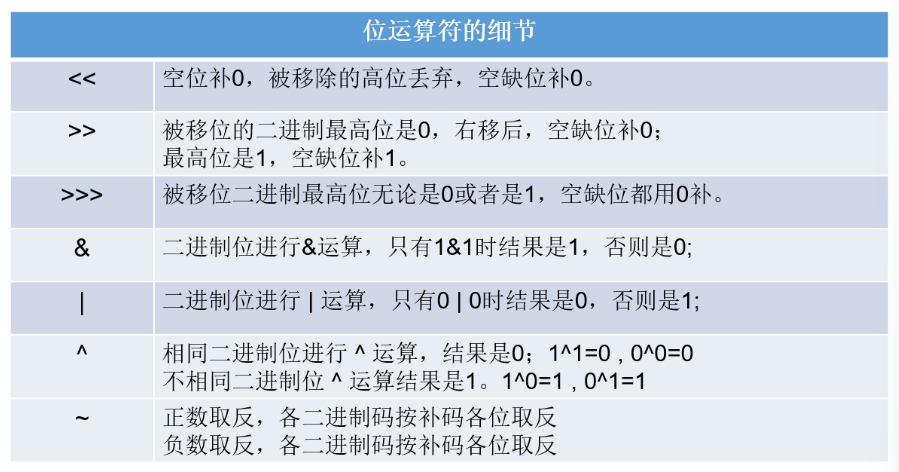 位运算符的细节
<< 空位补0，被移除的高位丢弃，空缺位补0。
>> 被移位的二进制最高位是0，右移后，空缺位补0；
最高位是1，空缺位补1。
>>> 被移位二进制最高位无论是0或者是1，空缺位都用0补。
& 二进制位进行&运算，只有1&1时结果是1，否则是0;
| 二进制位进行 | 运算，只有0 | 0时结果是0，否则是1;
^ 相同二进制位进行 ^ 运算，结果是0；1^1=0 , 0^0=0
不相同二进制位 ^ 运算结果是1。1^0=1 , 0^1=1
~ 正数取反，各二进制码按补码各位取反
负数取反，各二进制码按补码各位取反